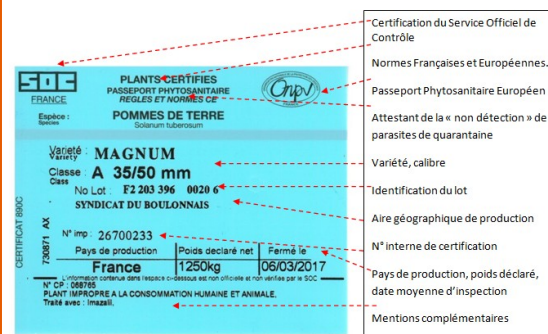 SOC
FRANCE
PLANTS CERTIFIES
PASSEPORT PHYTOSANITAIRE
REGLES ET NORMES CE
Onpv
Espèce :
Species
POMMES DE TERRE
Solanum tuberosum
Varieté :
Variety
MAGNUM
Classe :
Class
A 35/50 mm
No Lot : F2 203 396 0020 6
SYNDICAT DU BOULONNAIS
CERTIFICAT 890C
730871 AX
N° imp : 26700233
Pays de production
Poids déclaré net
Fermé le
France
1250kg
06/03/2017
L'information contenue dans l'espace ci-dessous est non officielle et non vérifiée par le SOC
N° CP : 068765
PLANT IMPROPRE A LA CONSOMMATION HUMAINE ET ANIMALE.
Traité avec : Imazalil.
Certification du Service Officiel de
Contrôle
Normes Françaises et Européennes.
Passeport Phytosanitaire Européen
Attestant de la « non détection » de
parasites de quarantaine
Variété, calibre
Identification du lot
Aire géographique de production
N° interne de certification
Pays de production, poids déclaré,
date moyenne d'inspection
Mentions complémentaires